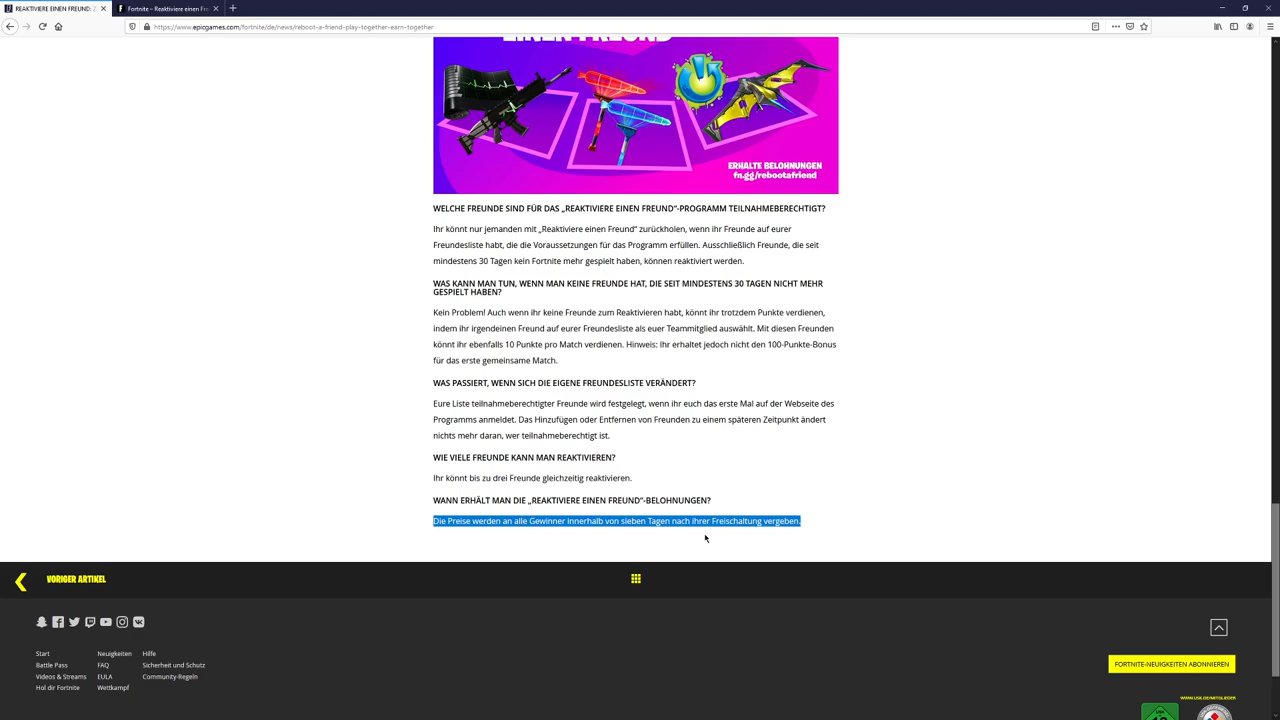 REAKTIVIERE EINEN FREUND: Z
Fortnite – Reaktiviere einen Fr
https://www.epicgames.com/fortnite/de/news/reboot-a-friend-play-together-earn-together
EINEN FREUND
ERHALTE BELOHNUNGEN
fn.gg/rebootafriend
WELCHE FREUNDE SIND FÜR DAS „REAKTIVIERE EINEN FREUND“-PROGRAMM TEILNAHMEBERECHTIGT?
Ihr könnt nur jemanden mit „Reaktiviere einen Freund“ zurückholen, wenn ihr Freunde auf eurer
Freundesliste habt, die die Voraussetzungen für das Programm erfüllen. Ausschließlich Freunde, die seit
mindestens 30 Tagen kein Fortnite mehr gespielt haben, können reaktiviert werden.
WAS KANN MAN TUN, WENN MAN KEINE FREUNDE HAT, DIE SEIT MINDESTENS 30 TAGEN NICHT MEHR
GESPIELT HABEN?
Kein Problem! Auch wenn ihr keine Freunde zum Reaktivieren habt, könnt ihr trotzdem Punkte verdienen,
indem ihr irgendeinen Freund auf eurer Freundesliste als euer Teammitglied auswählt. Mit diesen Freunden
könnt ihr ebenfalls 10 Punkte pro Match verdienen. Hinweis: Ihr erhaltet jedoch nicht den 100-Punkte-Bonus
für das erste gemeinsame Match.
WAS PASSIERT, WENN SICH DIE EIGENE FREUNDESLISTE VERÄNDERT?
Eure Liste teilnahmeberechtigter Freunde wird festgelegt, wenn ihr euch das erste Mal auf der Webseite des
Programms anmeldet. Das Hinzufügen oder Entfernen von Freunden zu einem späteren Zeitpunkt ändert
nichts mehr daran, wer teilnahmeberechtigt ist.
WIE VIELE FREUNDE KANN MAN REAKTIVIEREN?
Ihr könnt bis zu drei Freunde gleichzeitig reaktivieren.
WANN ERHÄLT MAN DIE „REAKTIVIERE EINEN FREUND“-BELOHNUNGEN?
Die Preise werden an alle Gewinner innerhalb von sieben Tagen nach ihrer Freischaltung vergeben.
VORIGER ARTIKEL
Start
Neuigkeiten
Hilfe
Battle Pass
FAQ
Sicherheit und Schutz
Videos & Streams
EULA
Community-Regeln
Hol dir Fortnite
Wettkampf
FORTNITE-NEUIGKEITEN ABONNIEREN
WWW.USK.DE/MITGLIEDER